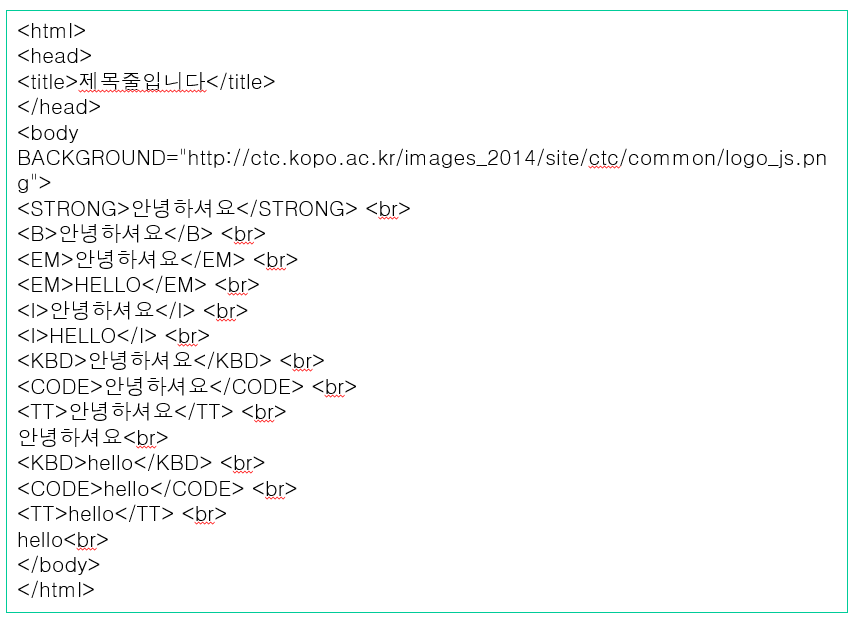 <html>
<head>
<title>제목줄입니다</title>
</head>
<body
BACKGROUND="http://ctc.kopo.ac.kr/images_2014/site/ctc/common/logo_js.pn
g">
<STRONG>안녕하셔요</STRONG> <br>
<B>안녕하셔요</B> <br>
<EM>안녕하셔요</EM> <br>
<EM>HELLO</EM> <br>
<I>안녕하셔요</I> <br>
<I>HELLO</I> <br>
<KBD>안녕하셔요</KBD> <br>
<CODE>안녕하셔요</CODE> <br>
<TT>안녕하셔요</TT> <br>
안녕하셔요<br>
<KBD>hello</KBD> <br>
<CODE>hello</CODE> <br>
<TT>hello</TT> <br>
hello<br>
</body>
</html>